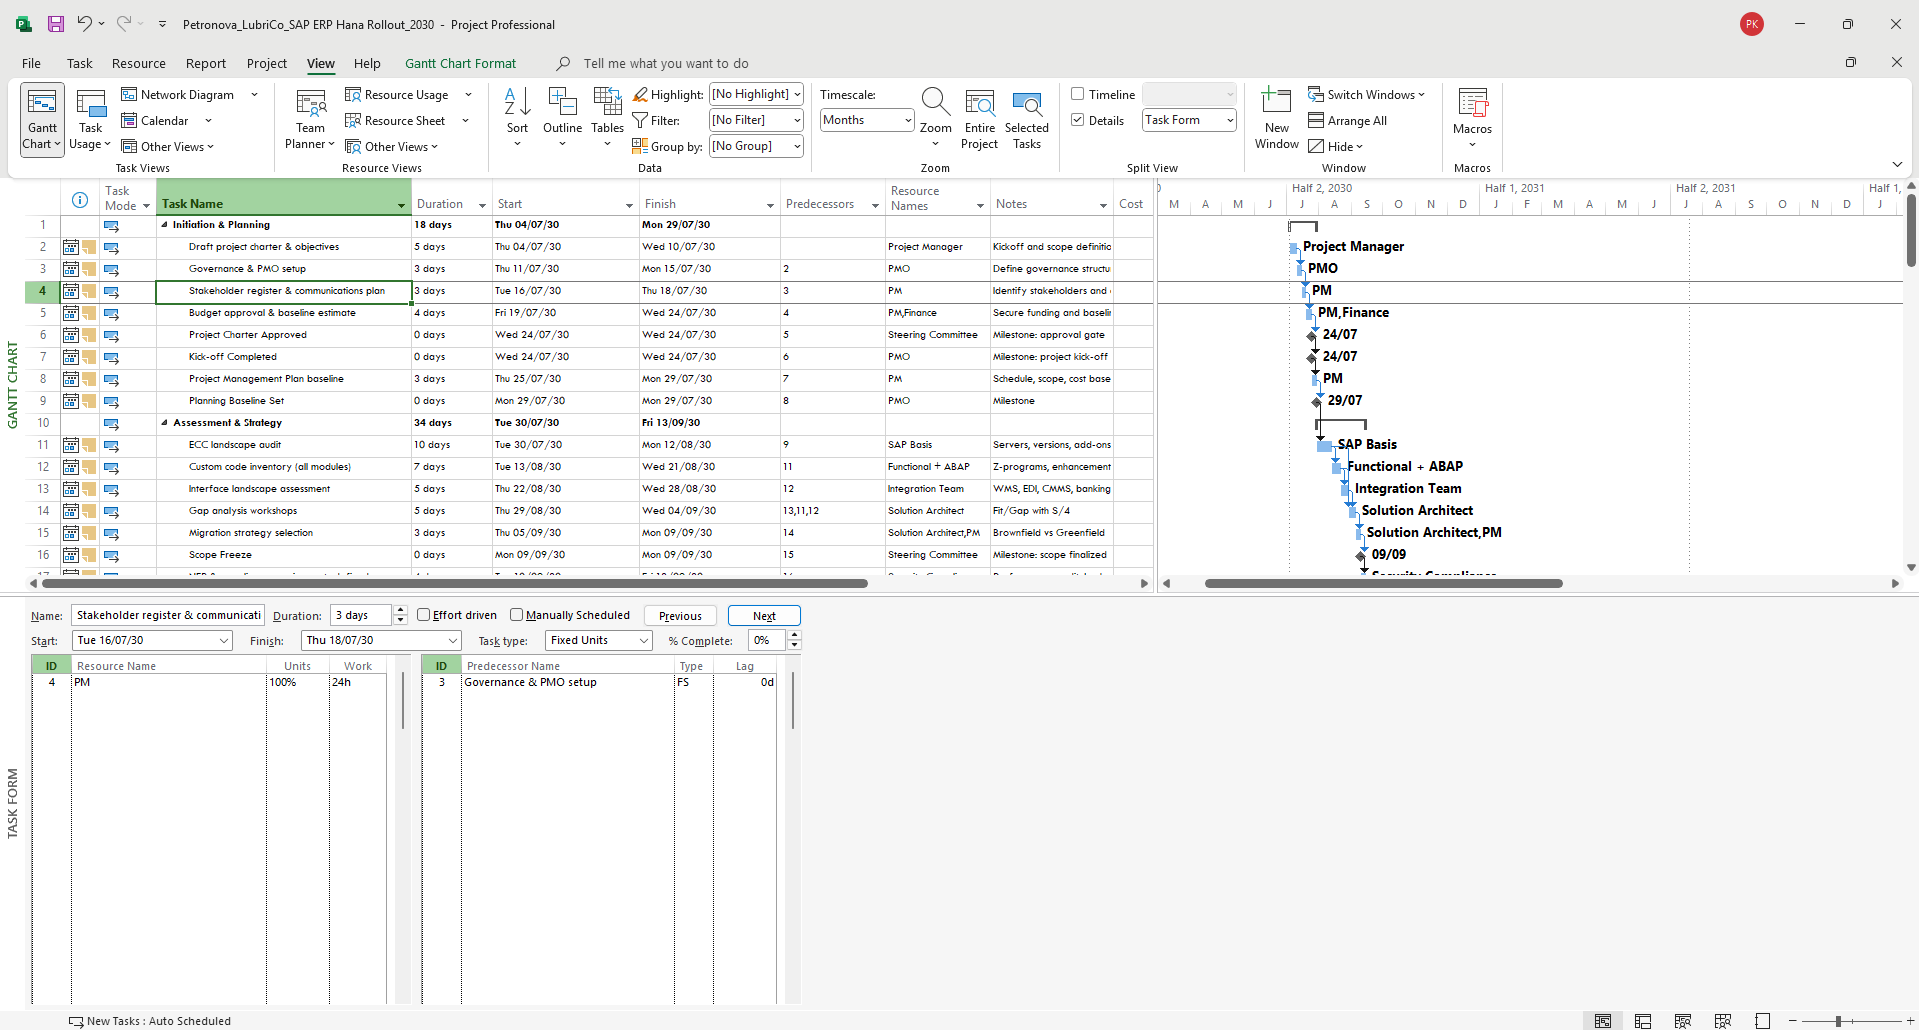 Petronova_LubriCo_SAP ERP Hana Rollout_2030 - Project Professional
PK
File Task Resource Report Project View Help Gantt Chart Format Tell me what you want to do
Gantt Chart
Task Usage
Network Diagram
Calendar
Other Views
Task Views
Team Planner
Resource Usage
Resource Sheet
Other Views
Resource Views
Sort
Outline
Tables
Highlight: [No Highlight]
Filter: [No Filter]
Group by: [No Group]
Data
Timescale:
Months
Zoom
Entire Project
Selected Tasks
Zoom
Timeline
Details Task Form
Split View
New Window
Switch Windows
Arrange All
Hide
Window
Macros
Macros
GANTT CHART
Task Mode Task Name Duration Start Finish Predecessors Resource Names Notes Cost
1 Initiation & Planning 18 days Thu 04/07/30 Mon 29/07/30
2 Draft project charter & objectives 5 days Thu 04/07/30 Wed 10/07/30 Project Manager Kickoff and scope definitio
3 Governance & PMO setup 3 days Thu 11/07/30 Mon 15/07/30 2 PMO Define governance structu
4 Stakeholder register & communications plan 3 days Tue 16/07/30 Thu 18/07/30 3 PM Identify stakeholders and
5 Budget approval & baseline estimate 4 days Fri 19/07/30 Wed 24/07/30 4 PM,Finance Secure funding and baseli
6 Project Charter Approved 0 days Wed 24/07/30 Wed 24/07/30 5 Steering Committee Milestone: approval gate
7 Kick-off Completed 0 days Wed 24/07/30 Wed 24/07/30 6 PMO Milestone: project kick-off
8 Project Management Plan baseline 3 days Thu 25/07/30 Mon 29/07/30 7 PM Schedule, scope, cost base
9 Planning Baseline Set 0 days Mon 29/07/30 Mon 29/07/30 8 PMO Milestone
10 Assessment & Strategy 34 days Tue 30/07/30 Fri 13/09/30
11 ECC landscape audit 10 days Tue 30/07/30 Mon 12/08/30 9 SAP Basis Servers, versions, add-ons
12 Custom code inventory (all modules) 7 days Tue 13/08/30 Wed 21/08/30 11 Functional + ABAP Z-programs, enhancement
13 Interface landscape assessment 5 days Thu 22/08/30 Wed 28/08/30 12 Integration Team WMS, EDI, CMMS, banking
14 Gap analysis workshops 5 days Thu 29/08/30 Wed 04/09/30 13,11,12 Solution Architect Fit/Gap with S/4
15 Migration strategy selection 3 days Thu 05/09/30 Mon 09/09/30 14 Solution Architect,PM Brownfield vs Greenfield
16 Scope Freeze 0 days Mon 09/09/30 Mon 09/09/30 15 Steering Committee Milestone: scope finalized
Half 2, 2030 Half 1, 2031 Half 2, 2031 Half 1,
M A M J J A S O N D J F M A M J J A S O N D J
Project Manager
PMO
PM
PM,Finance
24/07
24/07
PM
29/07
SAP Basis
Functional + ABAP
Integration Team
Solution Architect
Solution Architect,PM
09/09
TASK FORM
Name: Stakeholder register & communicati Duration: 3 days Effort driven Manually Scheduled Previous Next
Start: Tue 16/07/30 Finish: Thu 18/07/30 Task type: Fixed Units % Complete: 0%
ID Resource Name Units Work
4 PM 100% 24h
ID Predecessor Name Type Lag
3 Governance & PMO setup FS 0d
New Tasks : Auto Scheduled